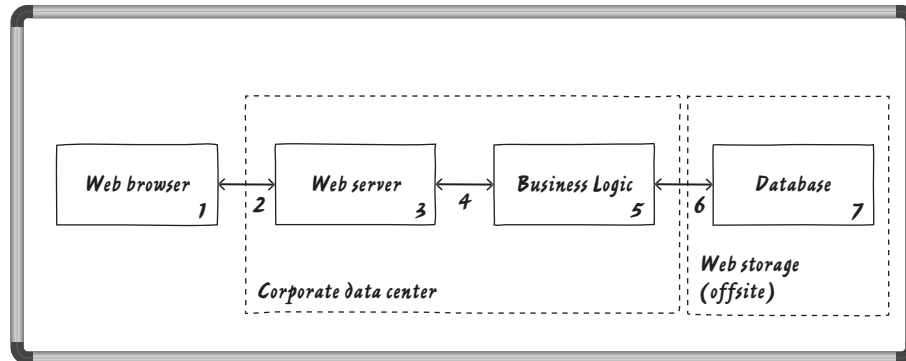 Web browser
1
2
Web server
3
4
Business Logic
5
6
Database
7
Corporate data center
Web storage
(offsite)